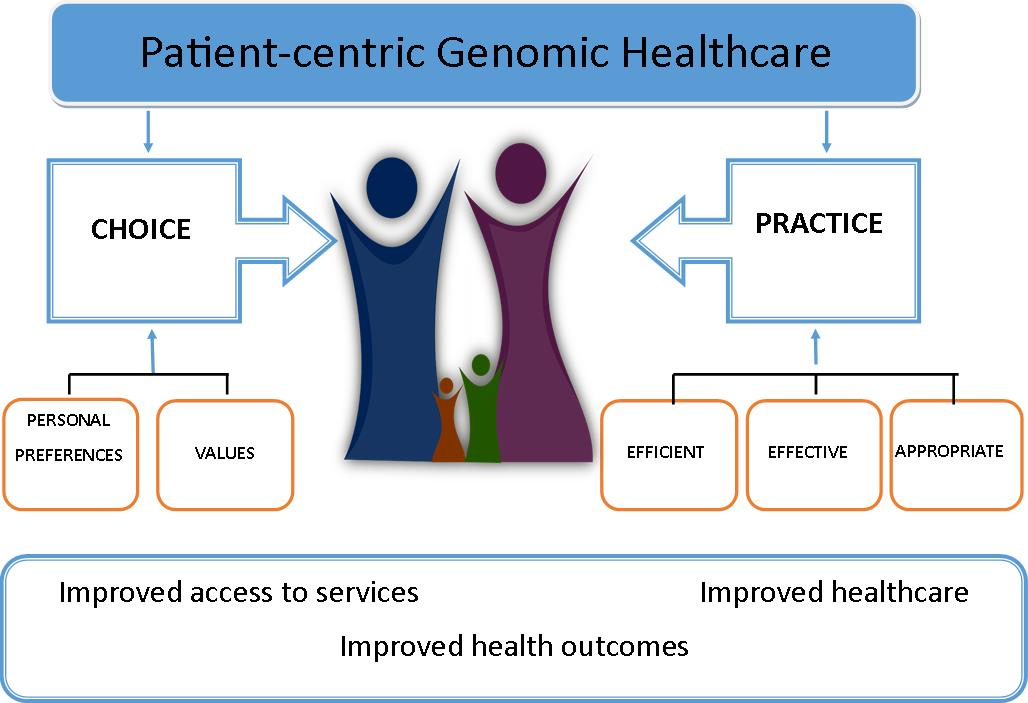 Patient-centric Genomic Healthcare
CHOICE
PRACTICE
PERSONAL
PREFERENCES
VALUES
EFFICIENT
EFFECTIVE
APPROPRIATE
Improved access to services
Improved healthcare
Improved health outcomes